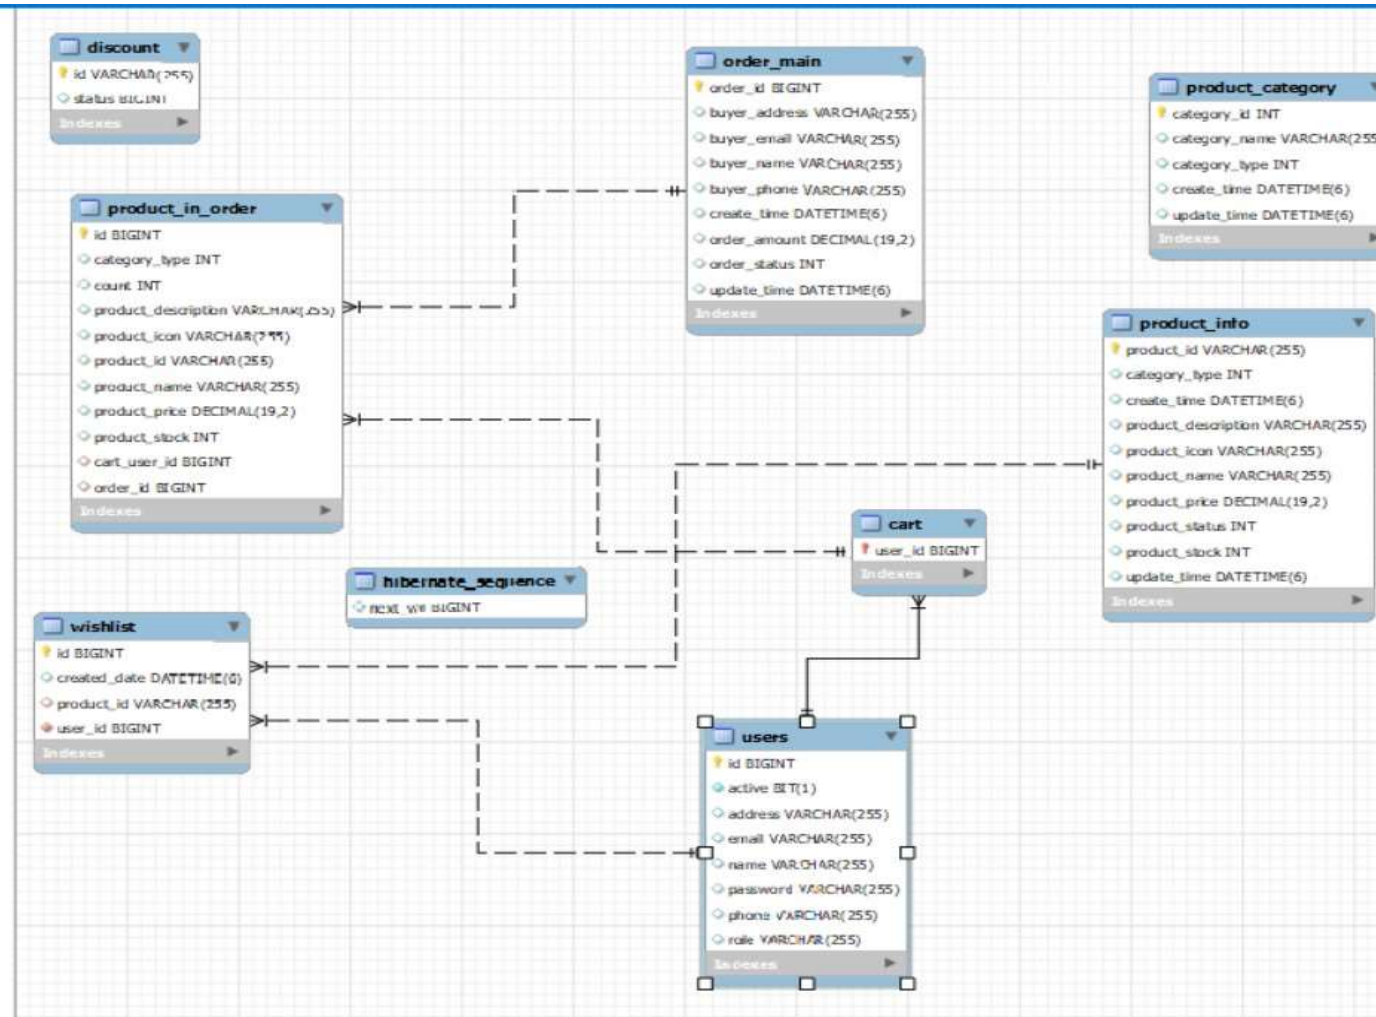 discount
id VARCHAR(255)
status BIGINT
Indexes
product_in_order
id BIGINT
category_type INT
count INT
product_description VARCHAR(255)
product_icon VARCHAR(255)
product_id VARCHAR(255)
product_name VARCHAR(255)
product_price DECIMAL(19,2)
product_stock INT
cart_user_id BIGINT
order_id BIGINT
Indexes
wishlist
id BIGINT
created_date DATETIME(6)
product_id VARCHAR(255)
user_id BIGINT
Indexes
hibernate_sequence
next_val BIGINT
order_main
order_id BIGINT
buyer_address VARCHAR(255)
buyer_email VARCHAR(255)
buyer_name VARCHAR(255)
buyer_phone VARCHAR(255)
create_time DATETIME(6)
order_amount DECIMAL(19,2)
order_status INT
update_time DATETIME(6)
Indexes
cart
user_id BIGINT
Indexes
users
id BIGINT
active BIT(1)
address VARCHAR(255)
email VARCHAR(255)
name VARCHAR(255)
password VARCHAR(255)
phone VARCHAR(255)
role VARCHAR(255)
Indexes
product_category
category_id INT
category_name VARCHAR(255
category_type INT
create_time DATETIME(6)
update_time DATETIME(6)
Indexes
product_info
product_id VARCHAR(255)
category_type INT
create_time DATETIME(6)
product_description VARCHAR(255)
product_icon VARCHAR(255)
product_name VARCHAR(255)
product_price DECIMAL(19,2)
product_status INT
product_stock INT
update_time DATETIME(6)
Indexes